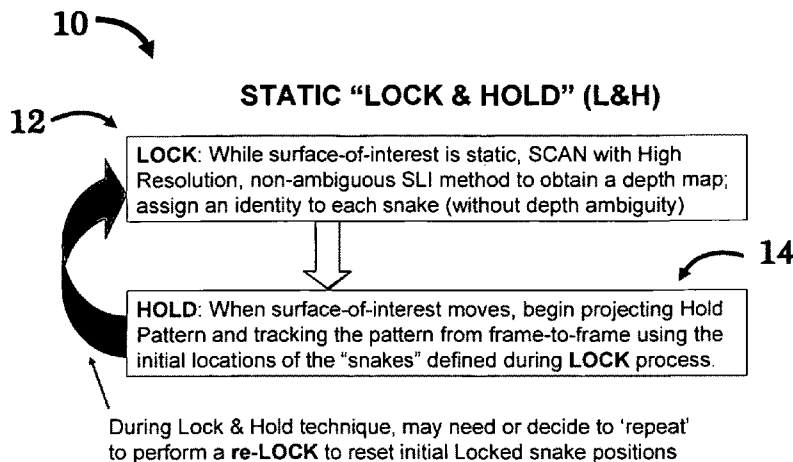 10
STATIC “LOCK & HOLD” (L&H)
12
LOCK: While surface-of-interest is static, SCAN with High
Resolution, non-ambiguous SLI method to obtain a depth map;
assign an identity to each snake (without depth ambiguity)
14
HOLD: When surface-of-interest moves, begin projecting Hold
Pattern and tracking the pattern from frame-to-frame using the
initial locations of the “snakes” defined during LOCK process.
During Lock & Hold technique, may need or decide to ‘repeat’
to perform a re-LOCK to reset initial Locked snake positions